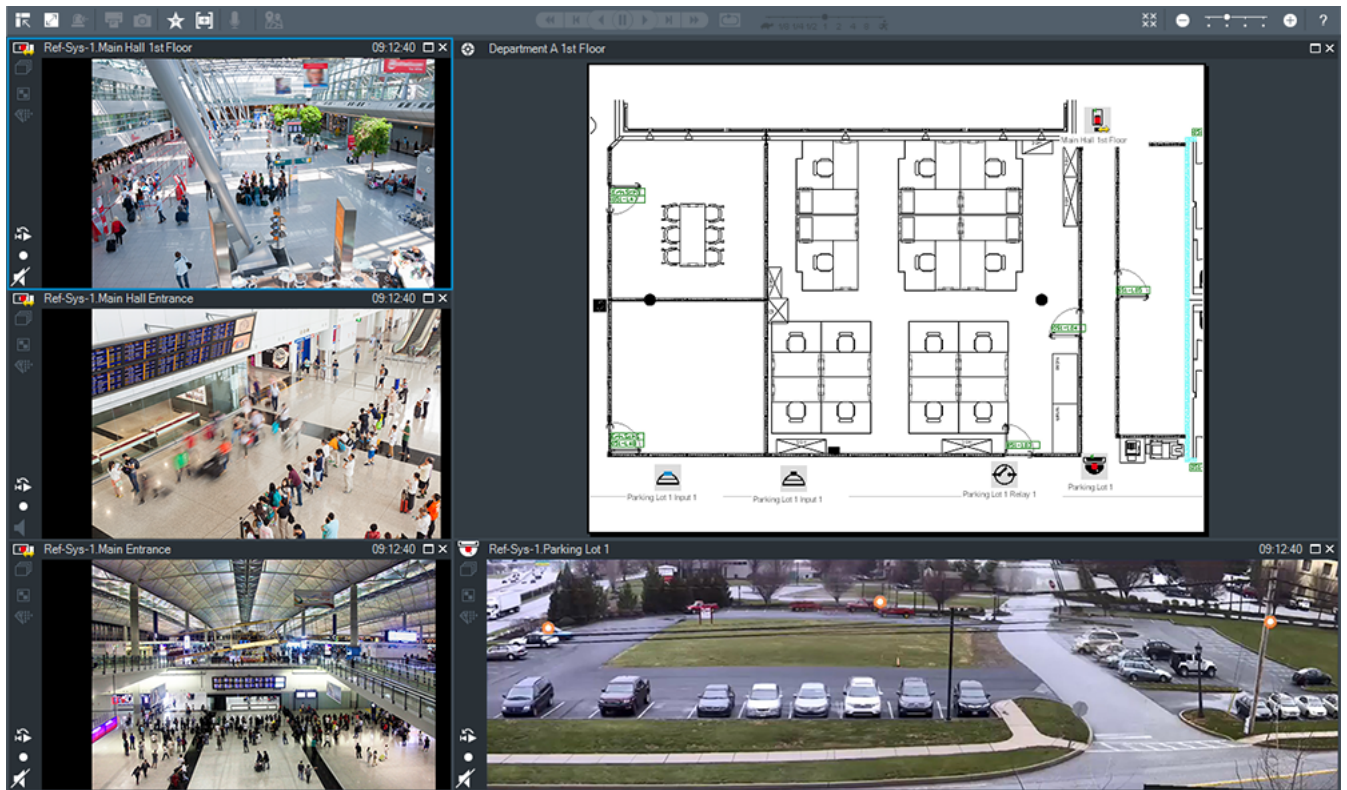 ?
Ref-Sys-1.Main Hall 1st Floor 09:12:40
Department A 1st Floor
Main Hall 1st Floor
Ref-Sys-1.Main Hall Entrance 09:12:40
Parking Lot 1 Input 1
Parking Lot 1 Input 1
Parking Lot 1 Relay 1
Parking Lot 1
Ref-Sys-1.Main Entrance 09:12:40
Ref-Sys-1.Parking Lot 1 09:12:40